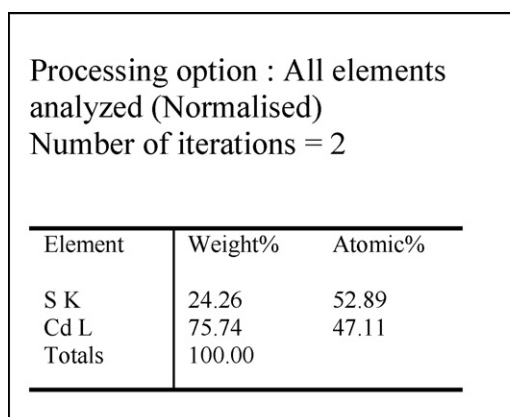 Processing option : All elements
analyzed (Normalised)
Number of iterations = 2
Element Weight% Atomic%
S K 24.26 52.89
Cd L 75.74 47.11
Totals 100.00